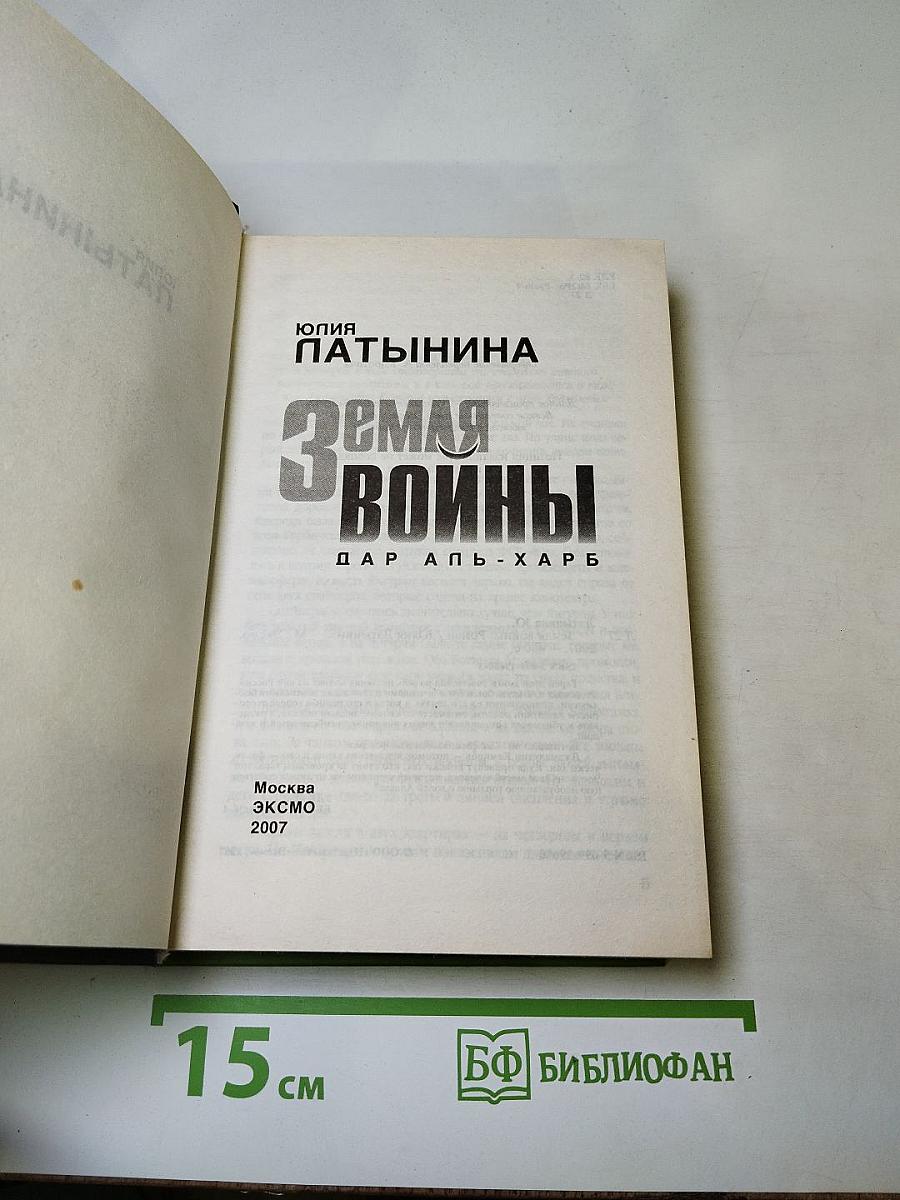 ЮЛИЯ
ЛАТЫНИНА
Земля
ВОЙНЫ
ДАР АЛЬ-ХАРБ
Москва
ЭКСМО
2007
15 см
БФ БИБЛИОФАН